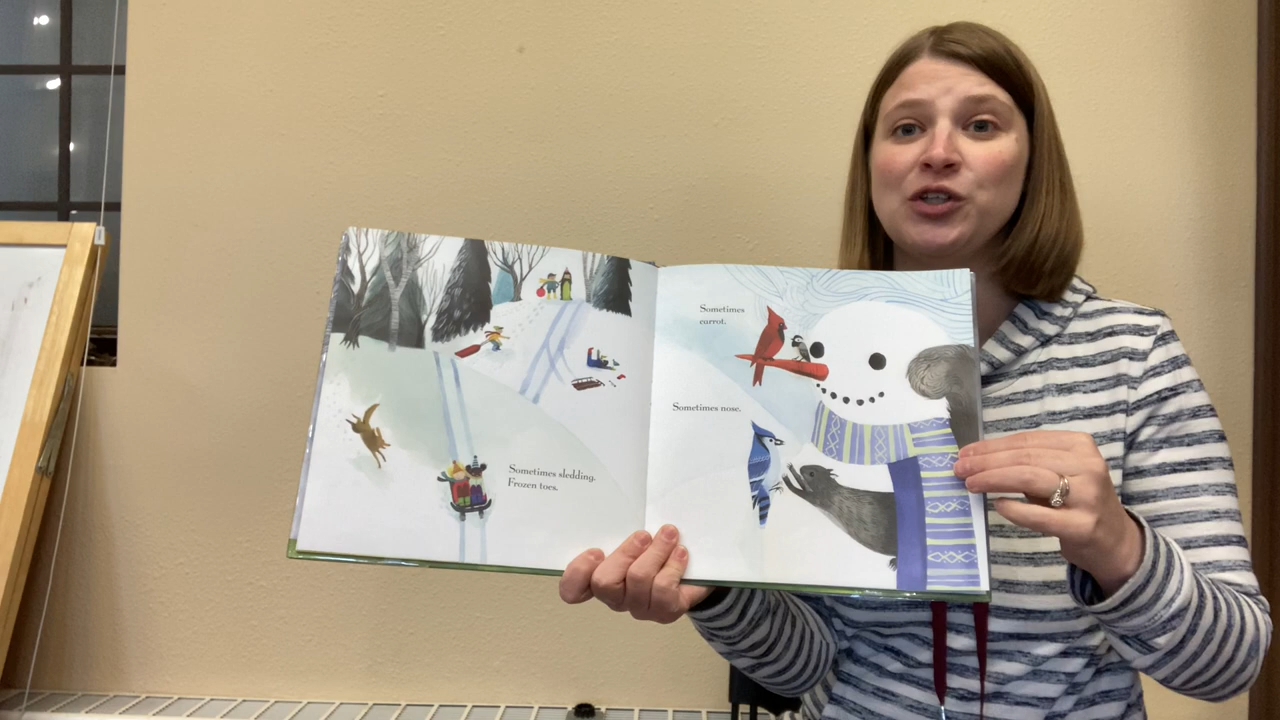 Sometimes sledding.
Frozen toes.
Sometimes
carrot.
Sometimes nose.